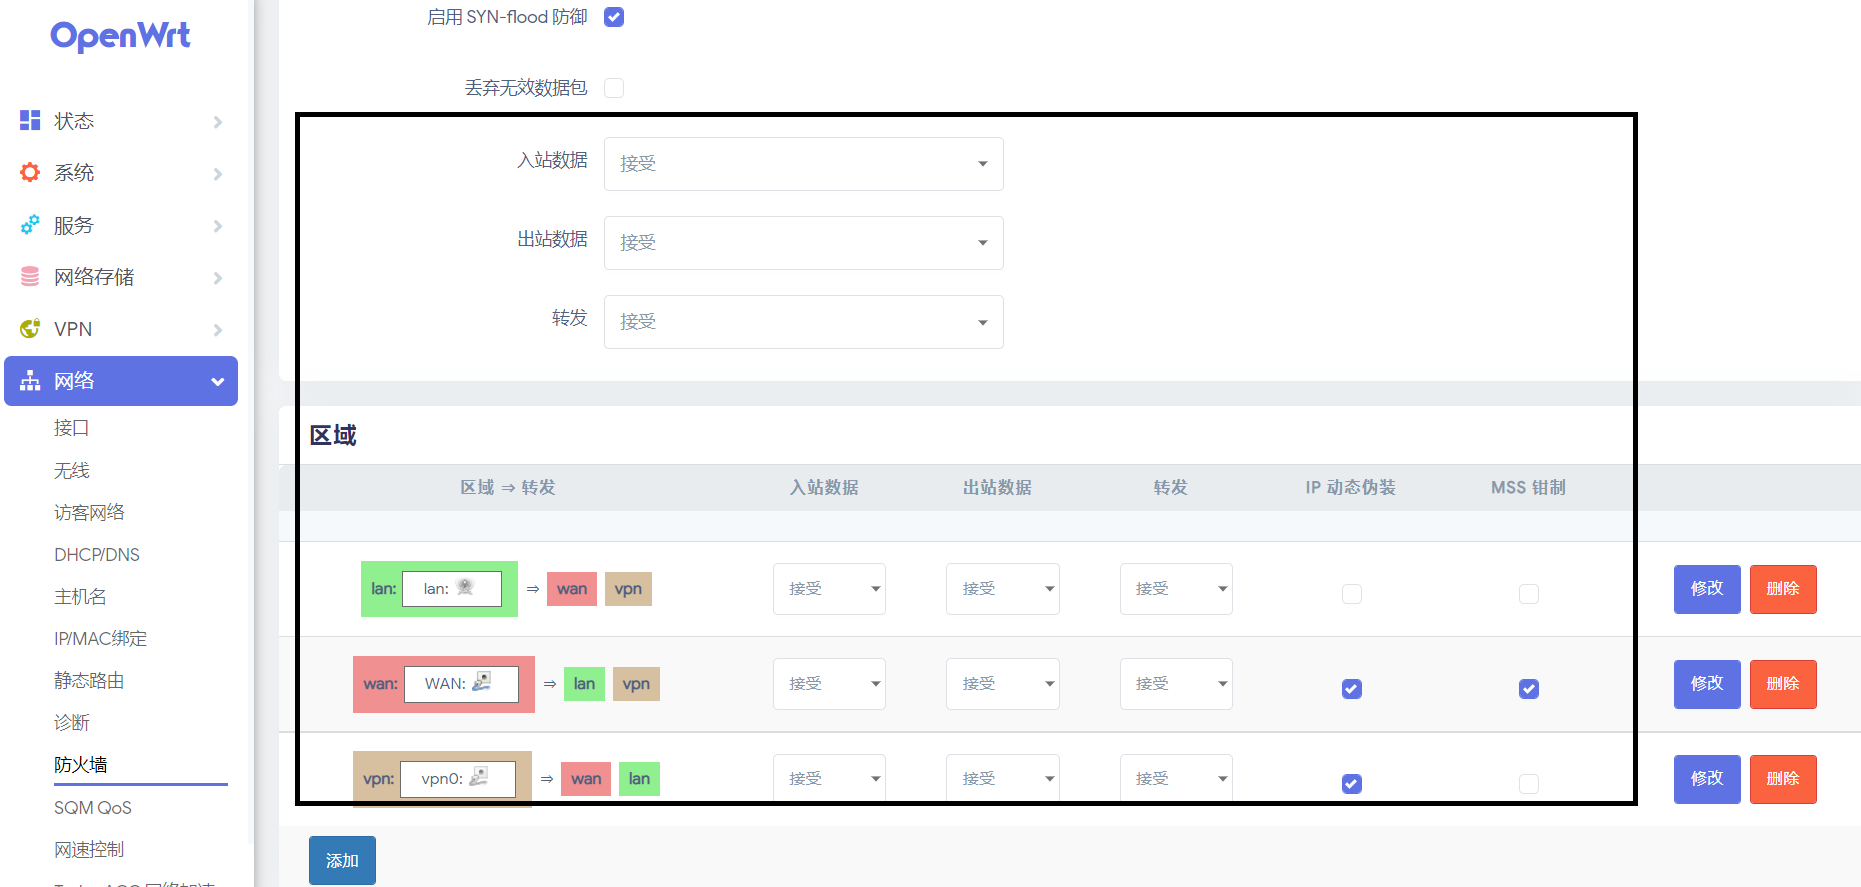 OpenWrt
状态
系统
服务
网络存储
VPN
网络
接口
无线
访客网络
DHCP/DNS
主机名
IP/MAC绑定
静态路由
诊断
防火墙
SQM QoS
网速控制
启用 SYN-flood 防御
丢弃无效数据包
入站数据 接受
出站数据 接受
转发 接受
区域
区域 ⇒ 转发 入站数据 出站数据 转发 IP 动态伪装 MSS 钳制
lan: lan: ⇒ wan vpn 接受 接受 接受 修改 删除
wan: WAN: ⇒ lan vpn 接受 接受 接受 修改 删除
vpn: vpn0: ⇒ wan lan 接受 接受 接受 修改 删除
添加